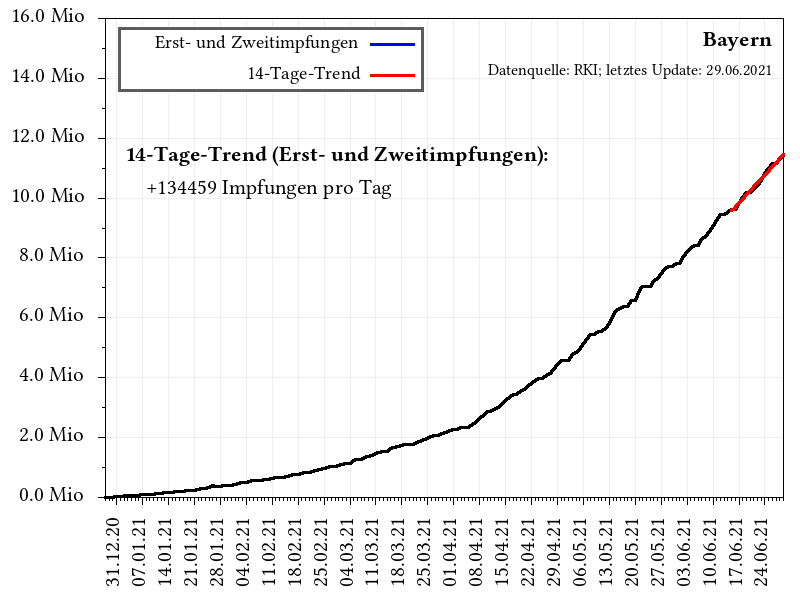 16.0 Mio
14.0 Mio
12.0 Mio
10.0 Mio
8.0 Mio
6.0 Mio
4.0 Mio
2.0 Mio
0.0 Mio
Erst- und Zweitimpfungen
14-Tage-Trend
Bayern
Datenquelle: RKI; letztes Update: 29.06.2021
14-Tage-Trend (Erst- und Zweitimpfungen):
+134459 Impfungen pro Tag
31.12.20
07.01.21
14.01.21
21.01.21
28.01.21
04.02.21
11.02.21
18.02.21
25.02.21
04.03.21
11.03.21
18.03.21
25.03.21
01.04.21
08.04.21
15.04.21
22.04.21
29.04.21
06.05.21
13.05.21
20.05.21
27.05.21
03.06.21
10.06.21
17.06.21
24.06.21